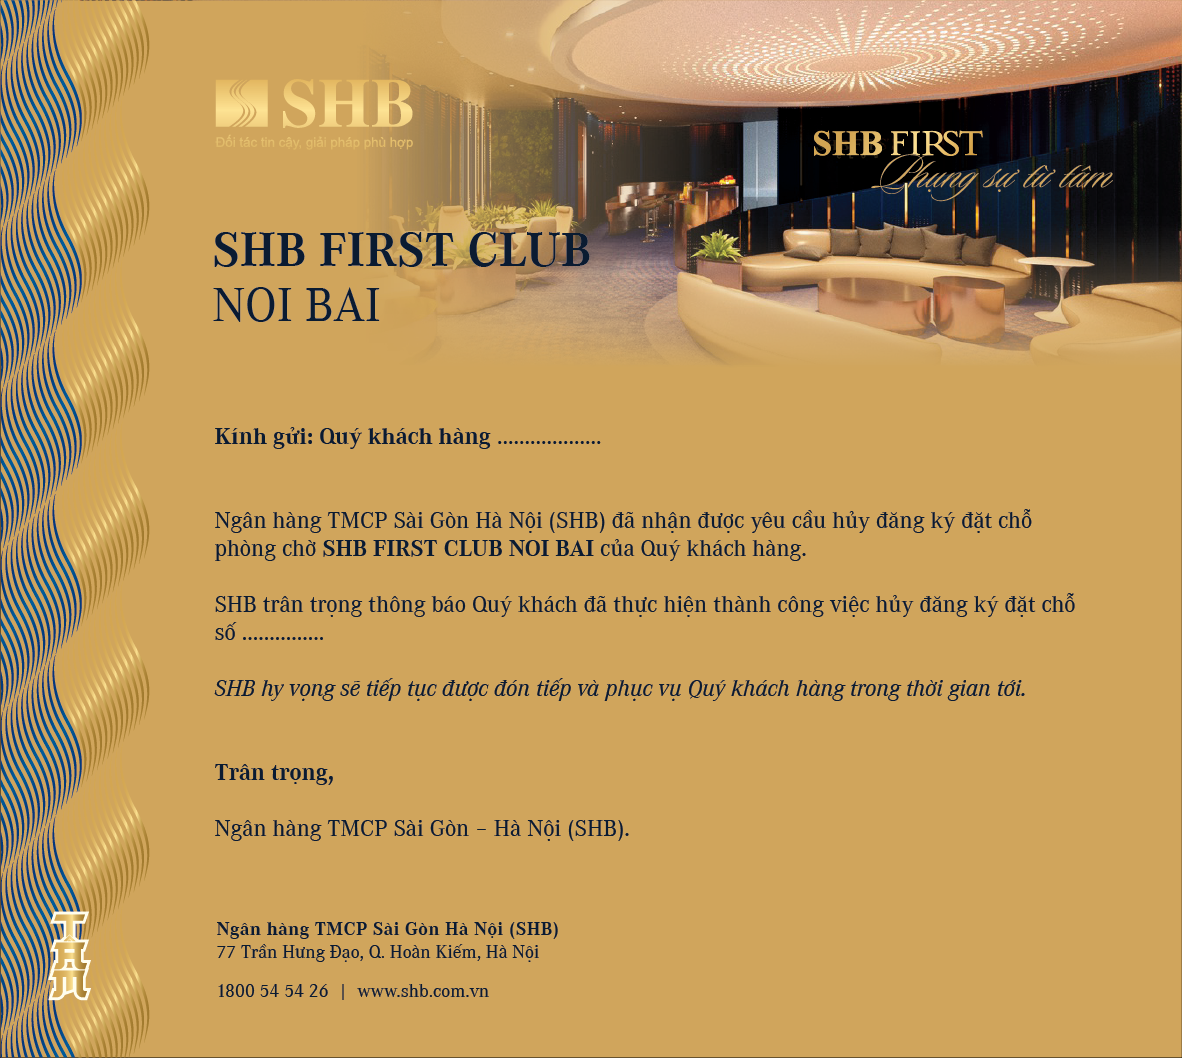 SHB
Đối tác tin cậy, giải pháp phù hợp
SHB FIRST
Phụng sự từ tâm
SHB FIRST CLUB
NOI BAI
Kính gửi: Quý khách hàng ...................
Ngân hàng TMCP Sài Gòn Hà Nội (SHB) đã nhận được yêu cầu hủy đăng ký đặt chỗ
phòng chờ SHB FIRST CLUB NOI BAI của Quý khách hàng.
SHB trân trọng thông báo Quý khách đã thực hiện thành công việc hủy đăng ký đặt chỗ
số ...............
SHB hy vọng sẽ tiếp tục được đón tiếp và phục vụ Quý khách hàng trong thời gian tới.
Trân trọng,
Ngân hàng TMCP Sài Gòn – Hà Nội (SHB).
TÂM
Ngân hàng TMCP Sài Gòn Hà Nội (SHB)
77 Trần Hưng Đạo, Q. Hoàn Kiếm, Hà Nội
1800 54 54 26 | www.shb.com.vn